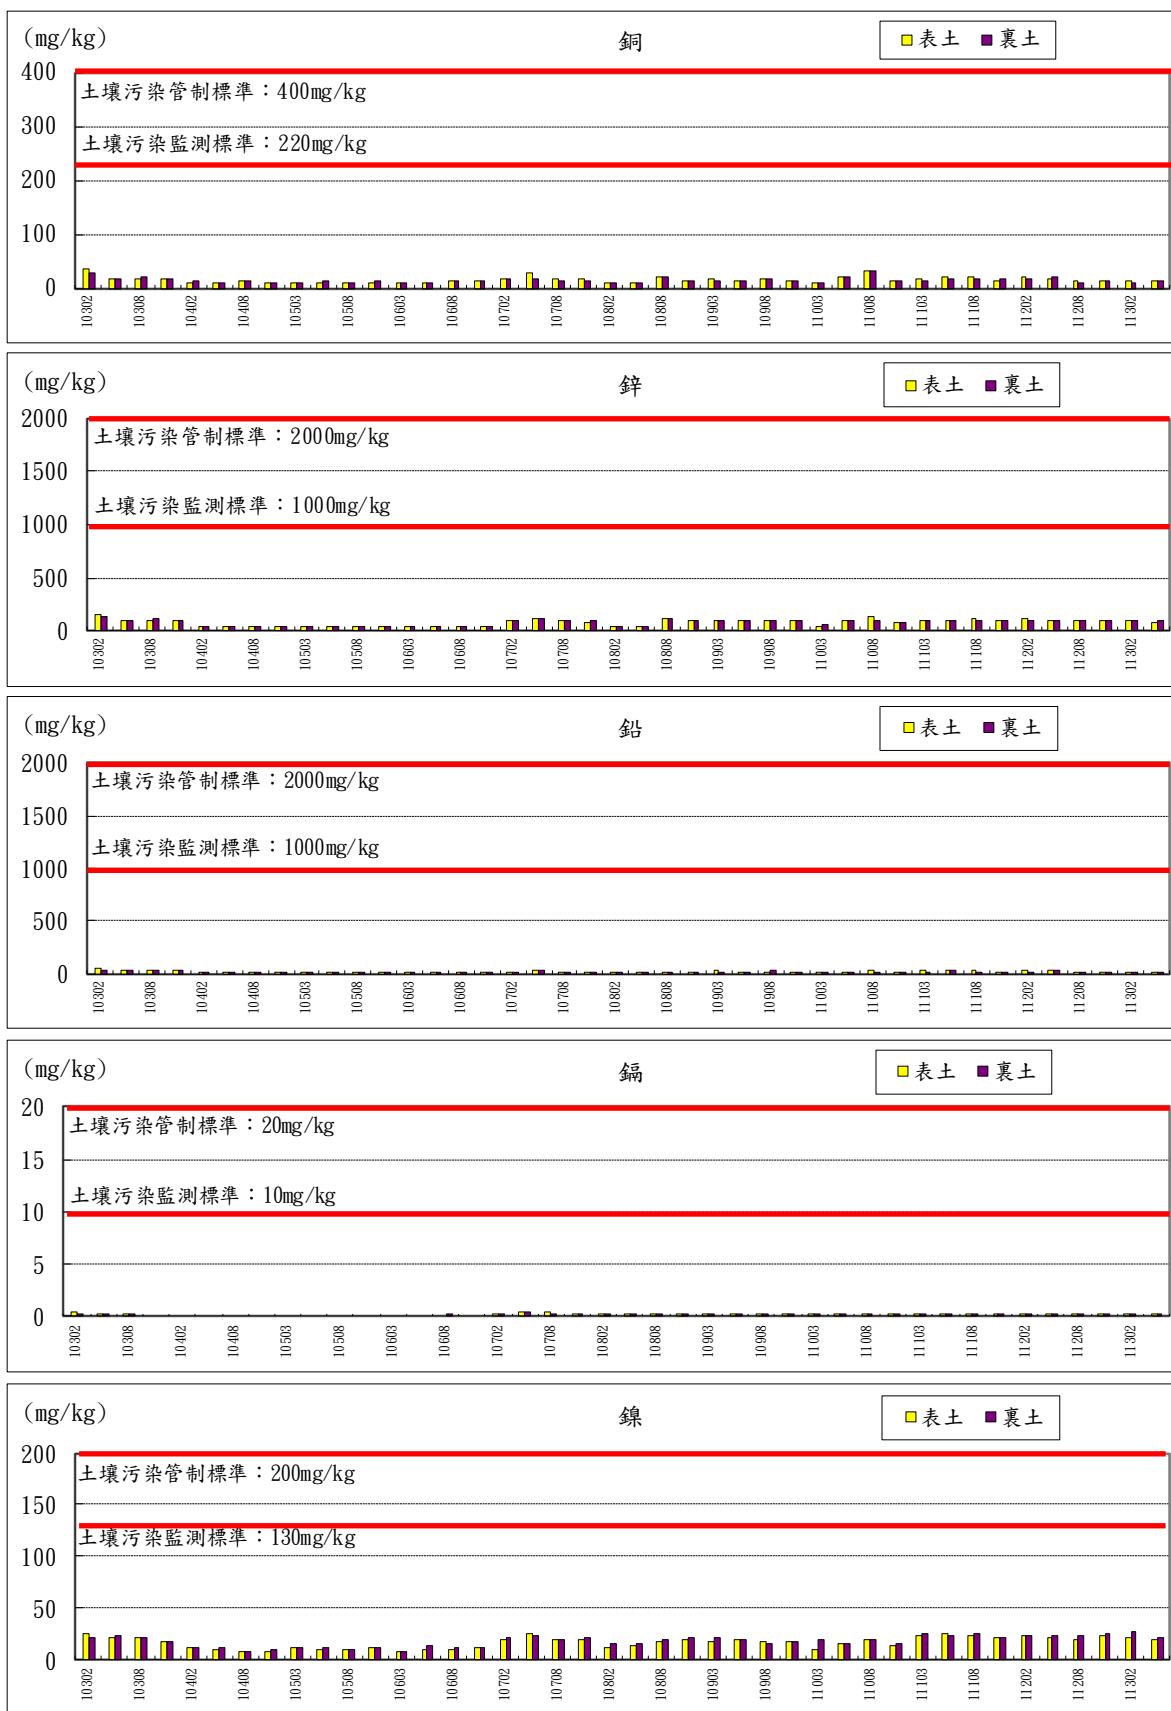 (mg/kg)
銅
表土 裏土
400
土壤污染管制標準：400mg/kg
300
土壤污染監測標準：220mg/kg
200
100
0
10302 10308 10402 10408 10503 10508 10603 10608 10702 10708 10802 10808 10903 10908 11003 11008 11103 11108 11202 11208 11302
(mg/kg)
鋅
表土 裏土
2000
土壤污染管制標準：2000mg/kg
1500
土壤污染監測標準：1000mg/kg
1000
500
0
10302 10308 10402 10408 10503 10508 10603 10608 10702 10708 10802 10808 10903 10908 11003 11008 11103 11108 11202 11208 11302
(mg/kg)
鉛
表土 裏土
2000
土壤污染管制標準：2000mg/kg
1500
土壤污染監測標準：1000mg/kg
1000
500
0
10302 10308 10402 10408 10503 10508 10603 10608 10702 10708 10802 10808 10903 10908 11003 11008 11103 11108 11202 11208 11302
(mg/kg)
鎘
表土 裏土
20
土壤污染管制標準：20mg/kg
15
土壤污染監測標準：10mg/kg
10
5
0
10302 10308 10402 10408 10503 10508 10603 10608 10702 10708 10802 10808 10903 10908 11003 11008 11103 11108 11202 11208 11302
(mg/kg)
鎳
表土 裏土
200
土壤污染管制標準：200mg/kg
150
土壤污染監測標準：130mg/kg
100
50
0
10302 10308 10402 10408 10503 10508 10603 10608 10702 10708 10802 10808 10903 10908 11003 11008 11103 11108 11202 11208 11302